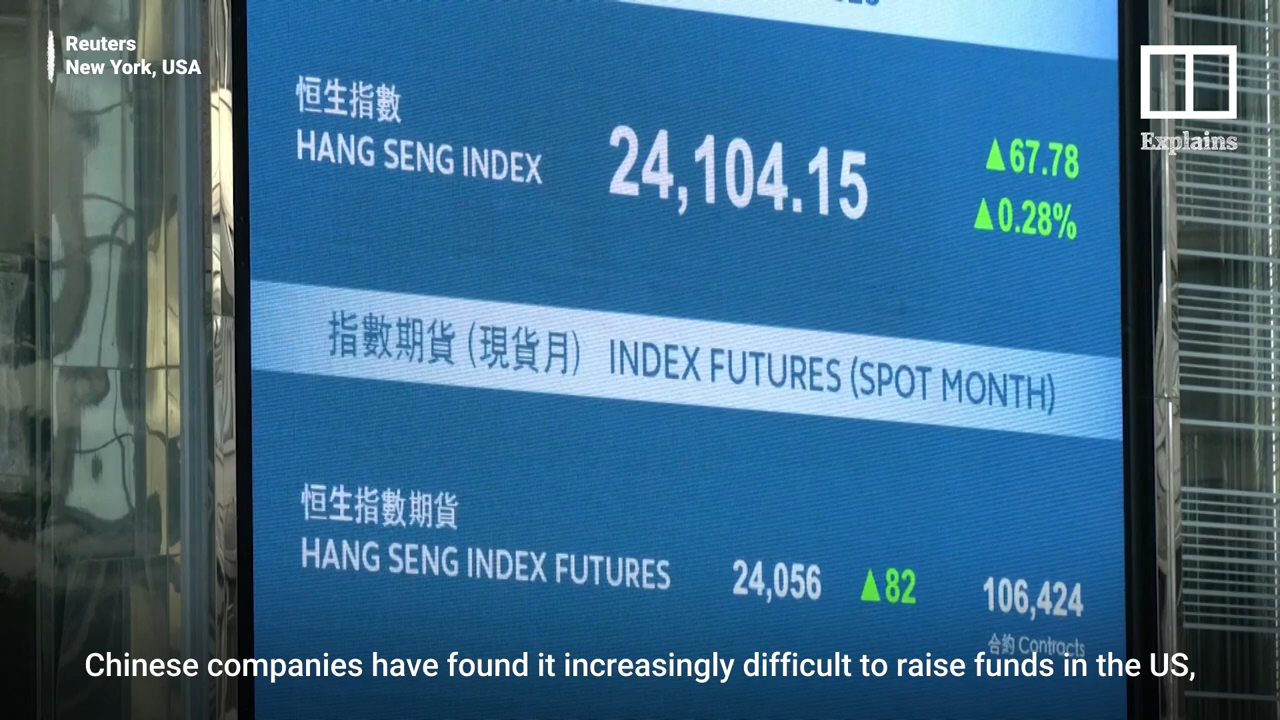 Reuters
New York, USA
Explains
恒生指數
HANG SENG INDEX 24,104.15 ▲67.78
▲0.28%
指數期貨 (現貨月) INDEX FUTURES (SPOT MONTH)
恒生指數期貨
HANG SENG INDEX FUTURES 24,056 ▲82 106,424
合約 Contracts
Chinese companies have found it increasingly difficult to raise funds in the US,